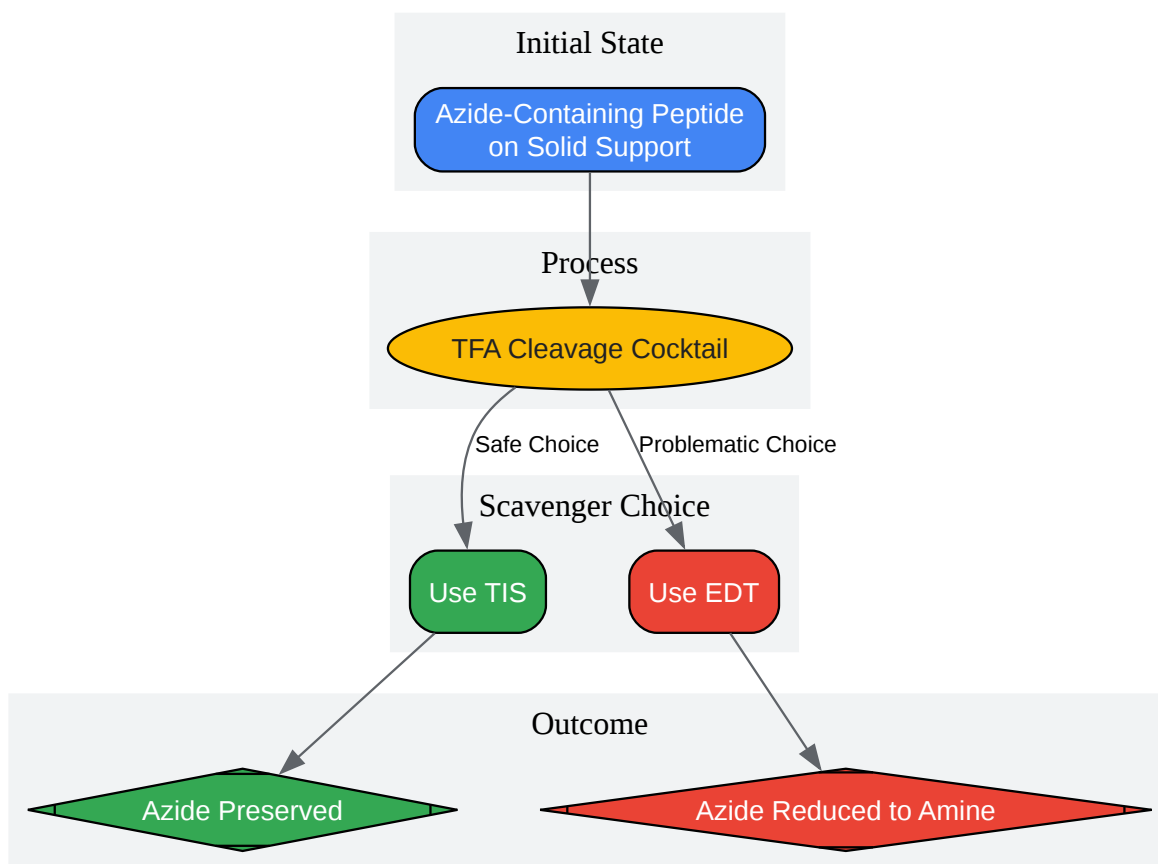 Initial State
Azide-Containing Peptide
on Solid Support
Process
TFA Cleavage Cocktail
Safe Choice
Problematic Choice
Scavenger Choice
Use TIS
Use EDT
Outcome
Azide Preserved
Azide Reduced to Amine